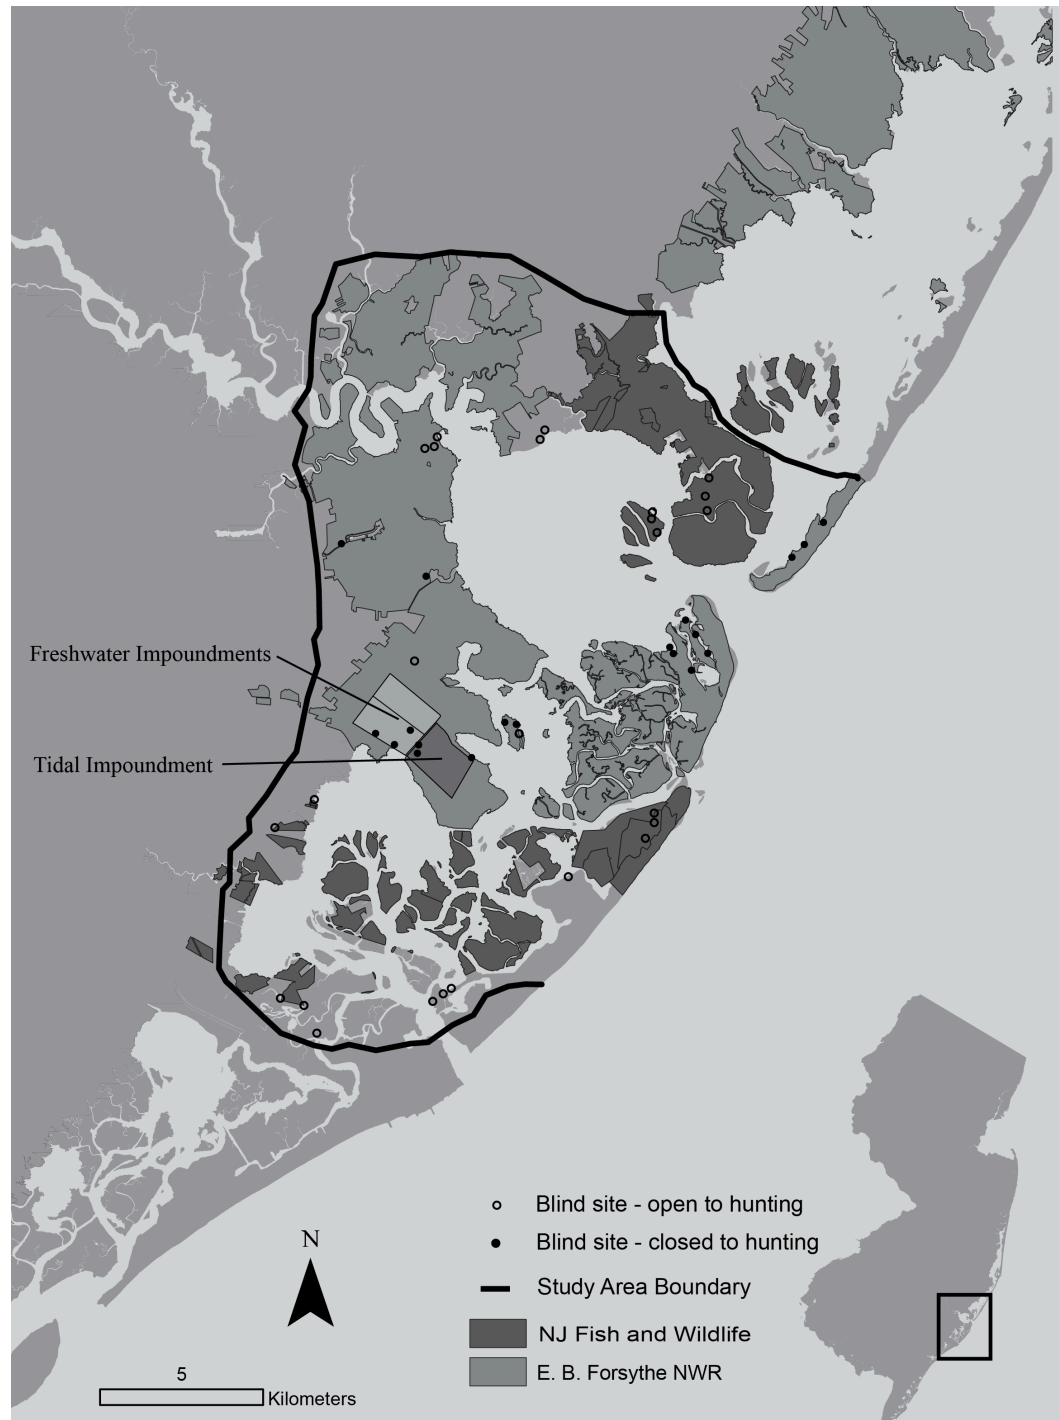 Freshwater Impoundments
Tidal Impoundment
Blind site - open to hunting
Blind site - closed to hunting
Study Area Boundary
NJ Fish and Wildlife
E. B. Forsythe NWR
N
5
Kilometers